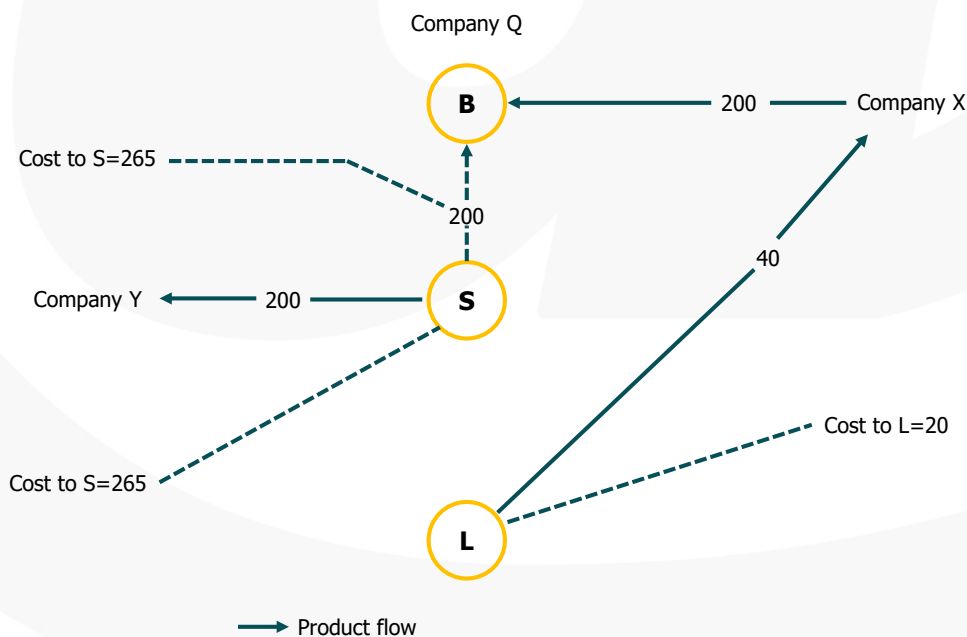 Company Q
B
200
Company X
Cost to S=265
200
40
Company Y
200
S
Cost to L=20
Cost to S=265
L
Product flow